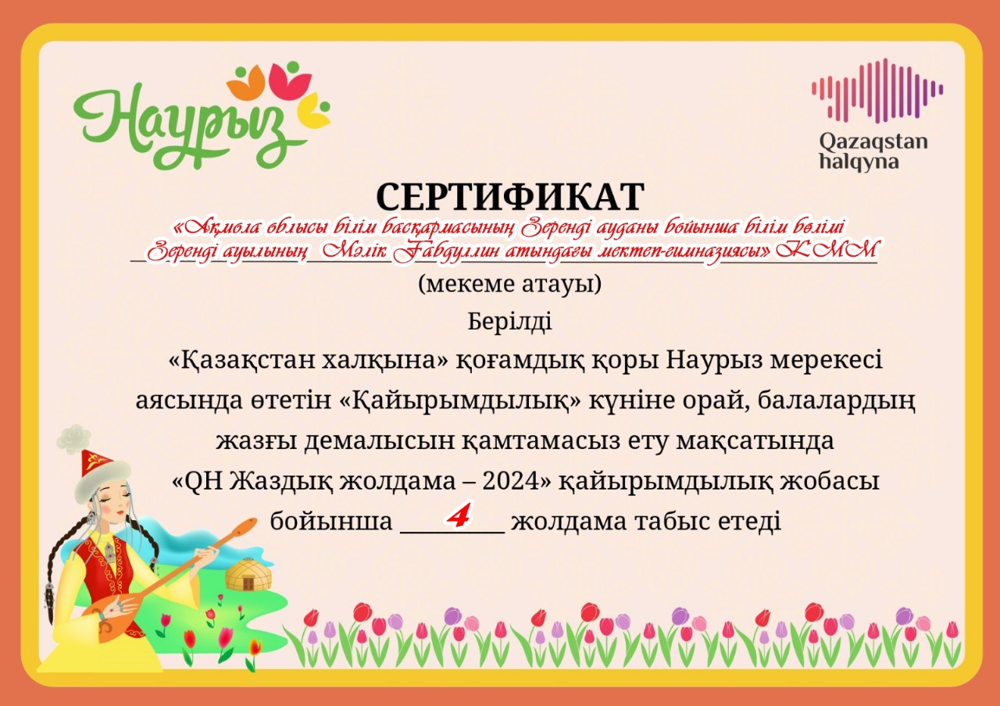 Наурыз
Qazaqstan
halqyna
СЕРТИФИКАТ
«Ақмола облысы білім басқармасының Зеренді ауданы бойынша білім бөлімі
Зеренді ауылының Мәлік Ғабдуллин атындағы мектеп-гимназиясы» КММ
(мекеме атауы)
Берілді
«Қазақстан халқына» қоғамдық қоры Наурыз мерекесі
аясында өтетін «Қайырымдылық» күніне орай, балалардың
жазғы демалысын қамтамасыз ету мақсатында
«QH Жаздық жолдама – 2024» қайырымдылық жобасы
бойынша 4 жолдама табыс етеді